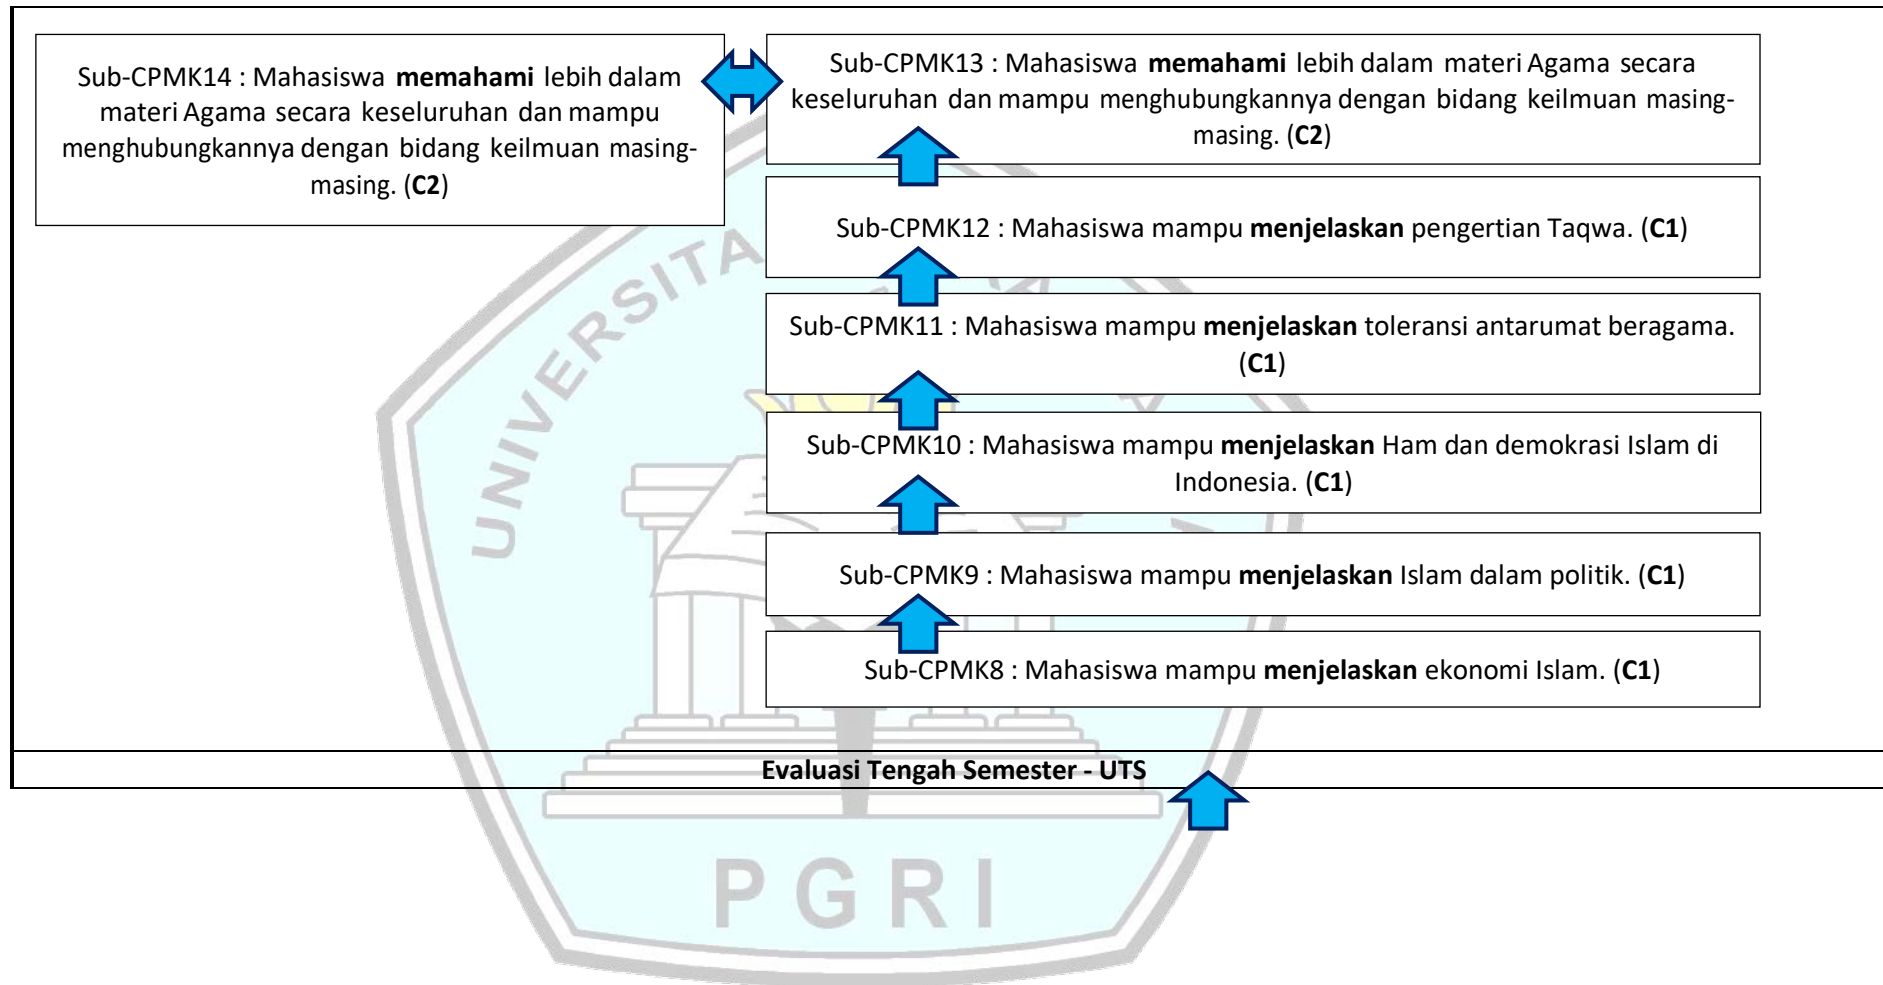 Sub-CPMK14 : Mahasiswa memahami lebih dalam
materi Agama secara keseluruhan dan mampu
menghubungkannya dengan bidang keilmuan masing-
masing. (C2)
Sub-CPMK13 : Mahasiswa memahami lebih dalam materi Agama secara
keseluruhan dan mampu menghubungkannya dengan bidang keilmuan masing-
masing. (C2)
Sub-CPMK12 : Mahasiswa mampu menjelaskan pengertian Taqwa. (C1)
Sub-CPMK11 : Mahasiswa mampu menjelaskan toleransi antarumat beragama.
(C1)
Sub-CPMK10 : Mahasiswa mampu menjelaskan Ham dan demokrasi Islam di
Indonesia. (C1)
Sub-CPMK9 : Mahasiswa mampu menjelaskan Islam dalam politik. (C1)
Sub-CPMK8 : Mahasiswa mampu menjelaskan ekonomi Islam. (C1)
Evaluasi Tengah Semester - UTS
PGRI